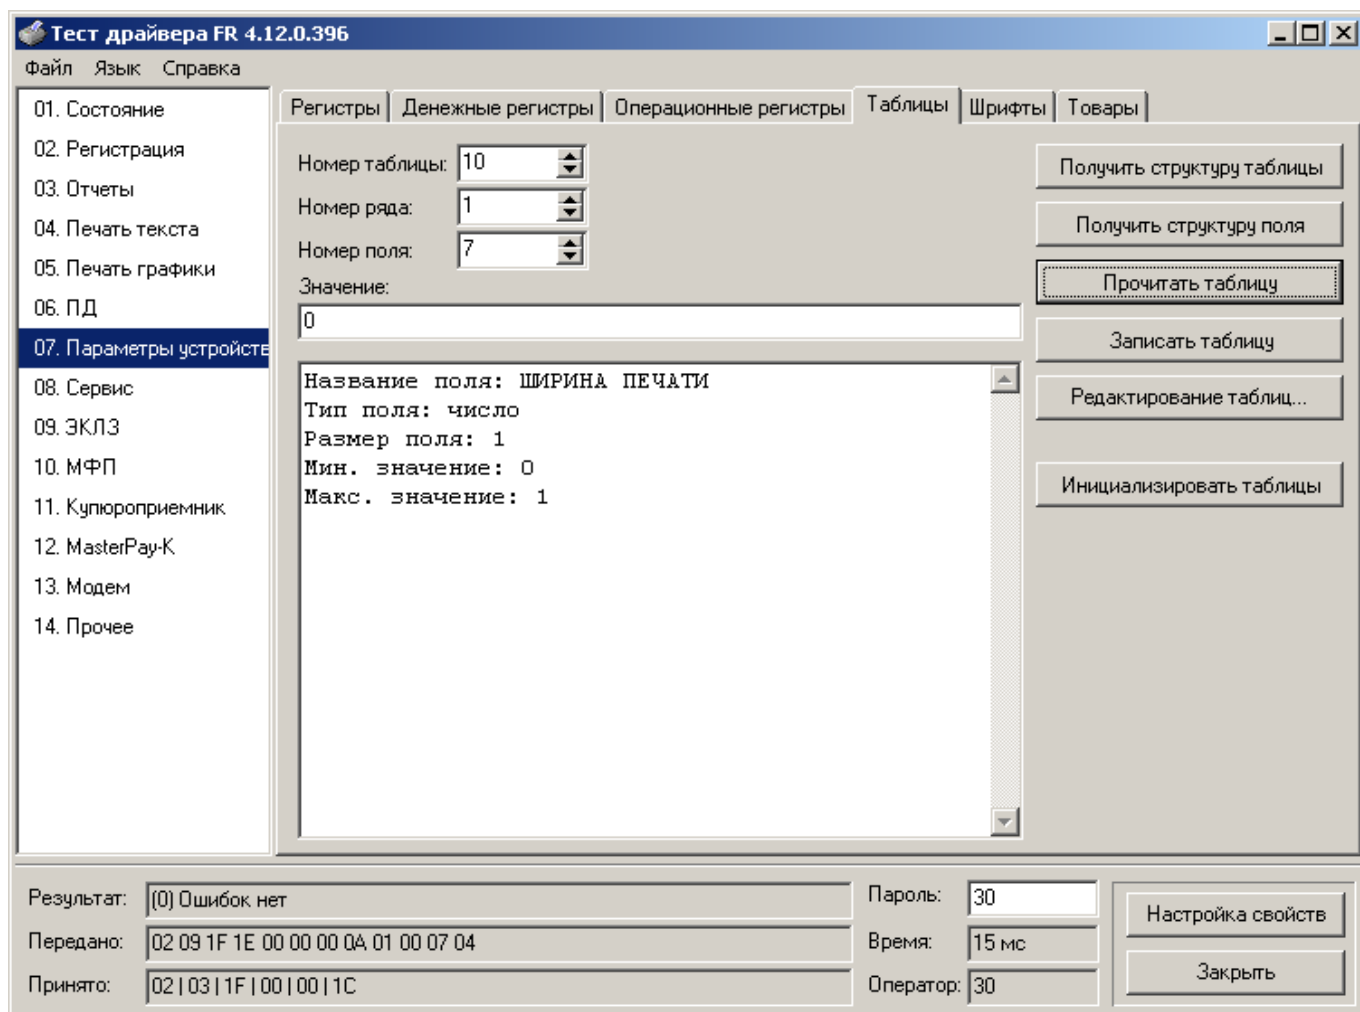 Тест драйвера FR 4.12.0.396
Файл Язык Справка
01. Состояние
02. Регистрация
03. Отчеты
04. Печать текста
05. Печать графики
06. ПД
07. Параметры устройств
08. Сервис
09. ЭКЛЗ
10. МФП
11. Купюроприемник
12. MasterPay-K
13. Модем
14. Прочее
Регистры Денежные регистры Операционные регистры Таблицы Шрифты Товары
Номер таблицы: 10
Номер ряда: 1
Номер поля: 7
Значение:
0
Название поля: ШИРИНА ПЕЧАТИ
Тип поля: число
Размер поля: 1
Мин. значение: 0
Макс. значение: 1
Получить структуру таблицы
Получить структуру поля
Прочитать таблицу
Записать таблицу
Редактирование таблиц...
Инициализировать таблицы
Результат: (0) Ошибок нет
Передано: 02 09 1F 1E 00 00 00 0A 01 00 07 04
Принято: 02 | 03 | 1F | 00 | 00 | 1C
Пароль: 30
Время: 15 мс
Оператор: 30
Настройка свойств
Закрыть